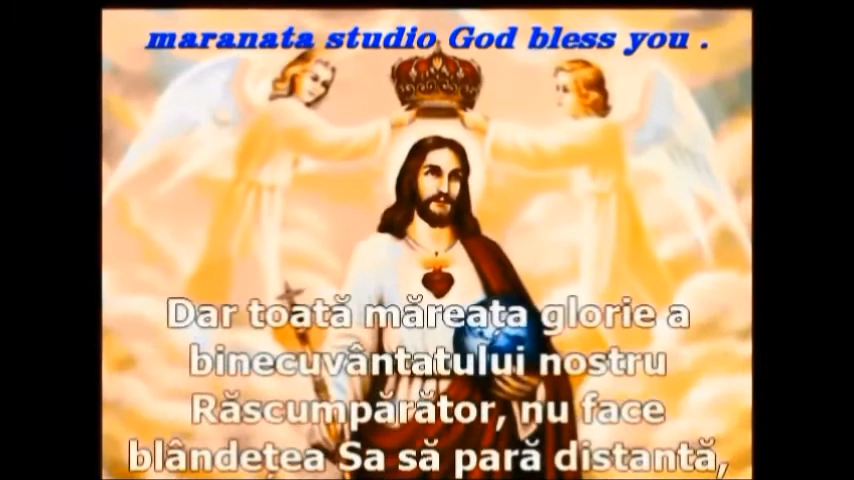 maranata studio God bless you .
Dar toată măreața glorie a
binecuvântatului nostru
Răscumpărător, nu face
blândețea Sa să pară distantă,